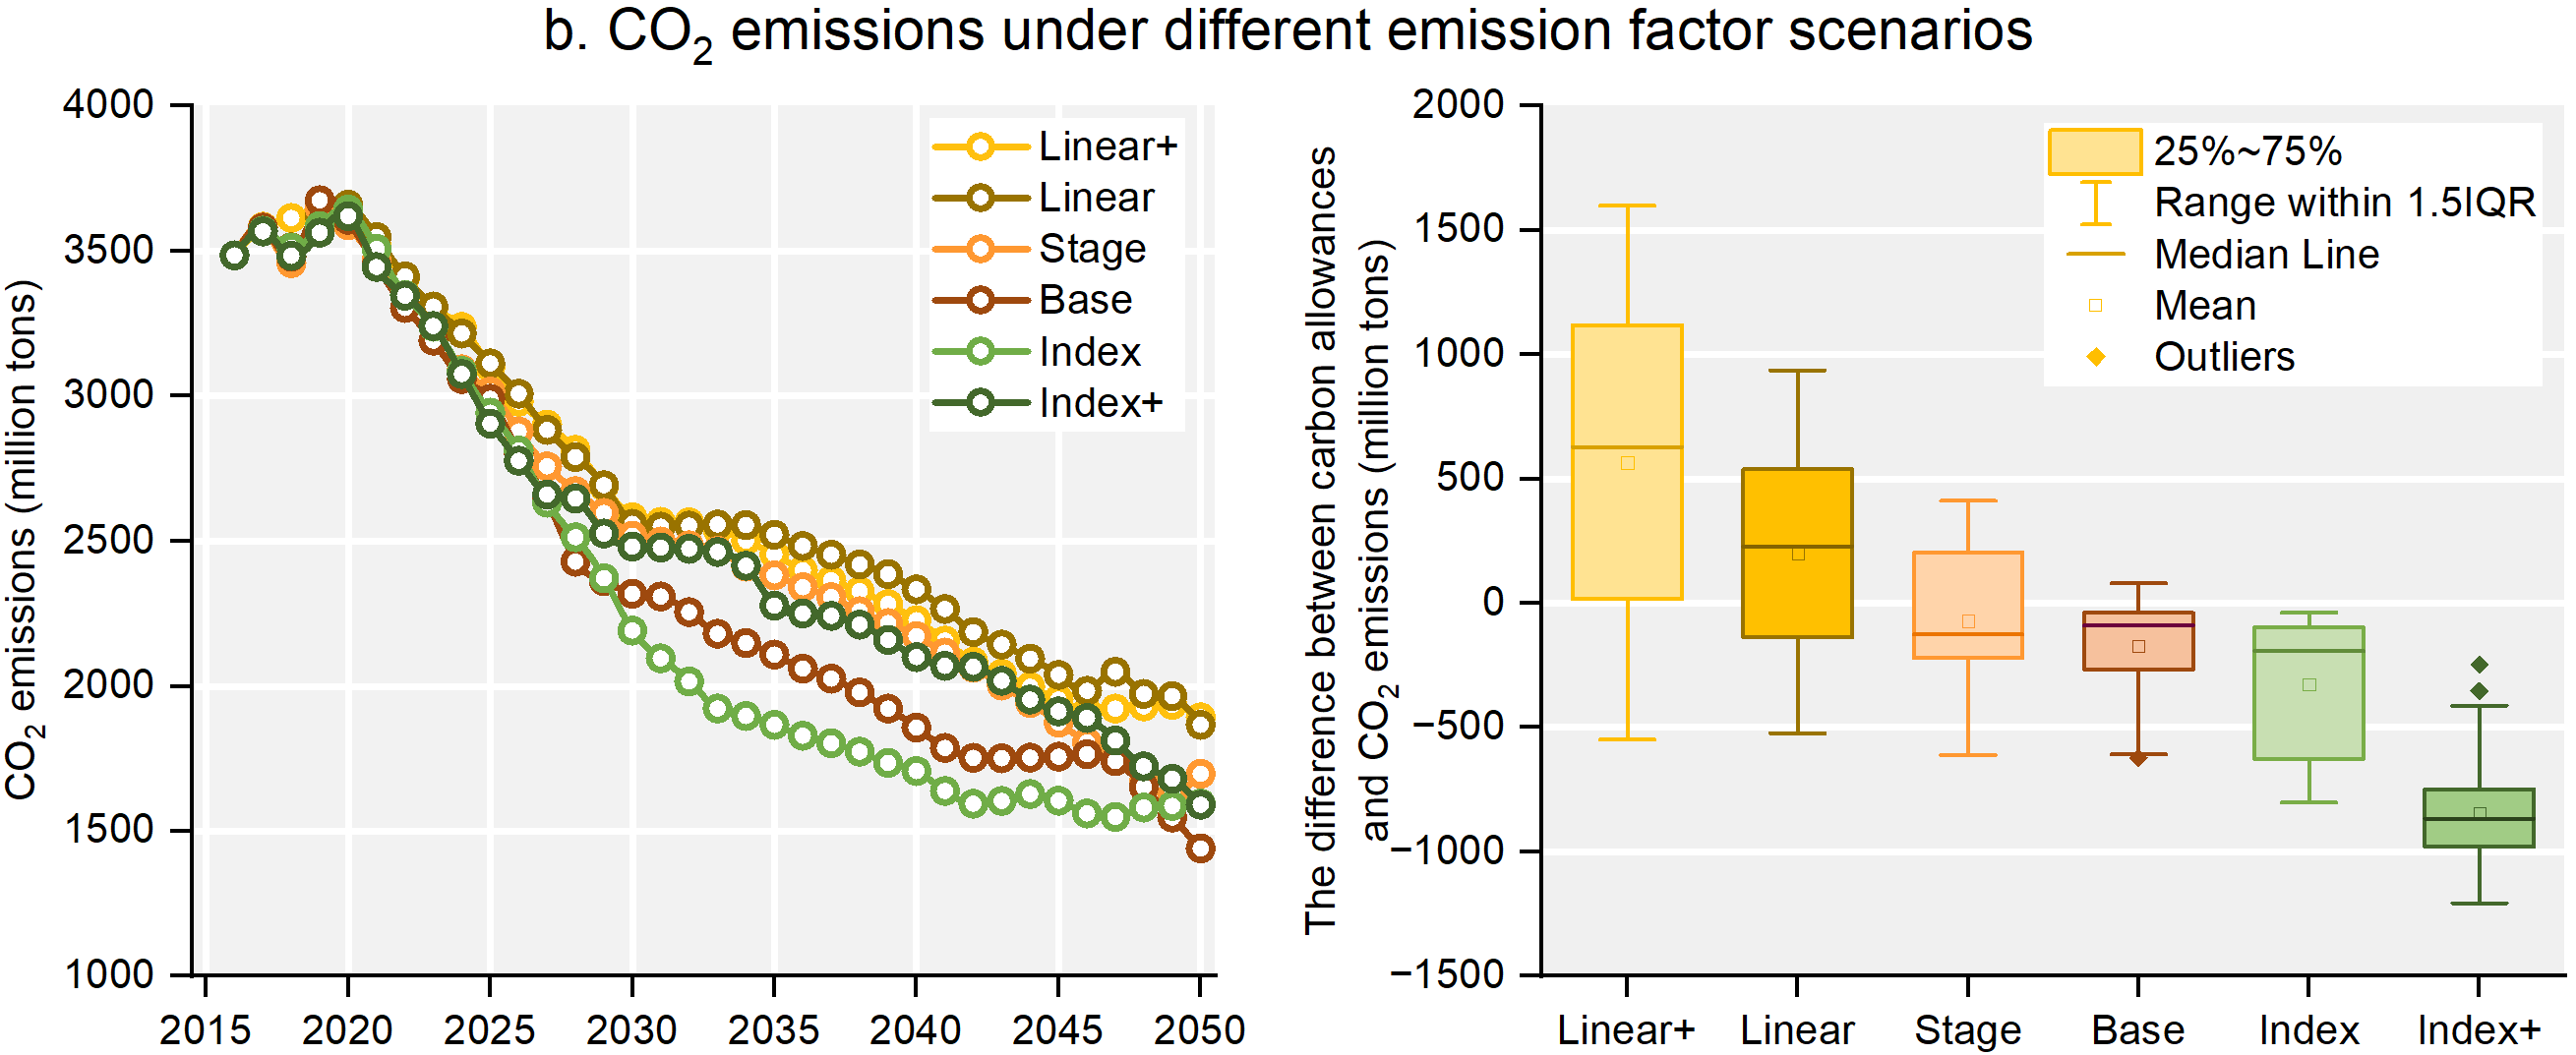 b. CO2 emissions under different emission factor scenarios
CO2 emissions (million tons)
4000
3500
3000
2500
2000
1500
1000
2015
2020
2025
2030
2035
2040
2045
2050
Linear+
Linear
Stage
Base
Index
Index+
The difference between carbon allowances
and CO2 emissions (million tons)
2000
1500
1000
500
0
−500
−1000
−1500
Linear+
Linear
Stage
Base
Index
Index+
25%~75%
Range within 1.5IQR
Median Line
Mean
Outliers